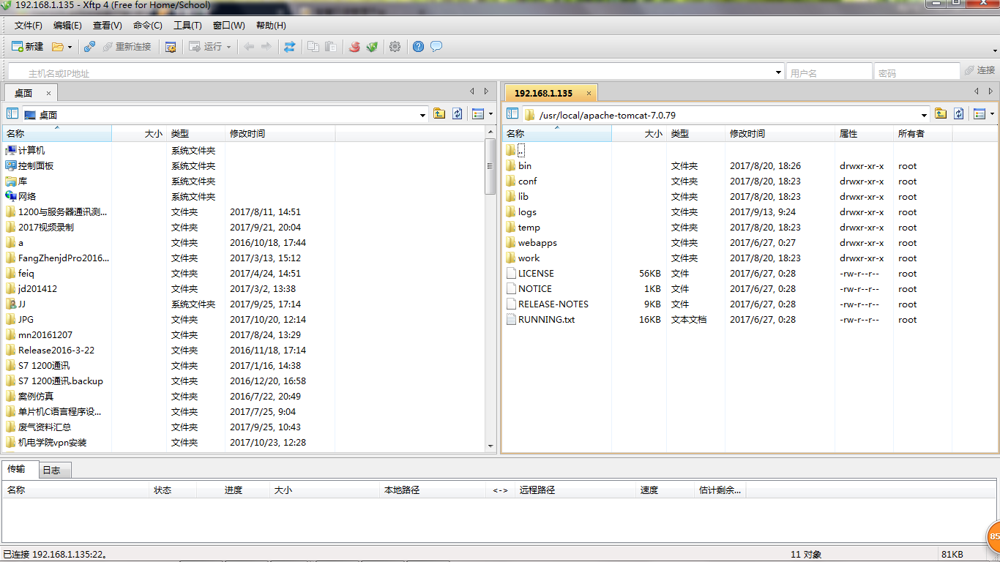 192.168.1.135 - Xftp 4 (Free for Home/School)
文件(F) 编辑(E) 查看(V) 命令(C) 工具(T) 窗口(W) 帮助(H)
新建 重新连接 运行
主机名或IP地址 用户名 密码 连接
桌面 192.168.1.135
桌面 /usr/local/apache-tomcat-7.0.79
名称 大小 类型 修改时间
计算机 系统文件夹
控制面板 系统文件夹
库 系统文件夹
网络 系统文件夹
1200与服务器通讯测... 文件夹 2017/8/11, 14:51
2017视频录制 文件夹 2017/9/21, 20:04
a 文件夹 2016/10/18, 17:44
FangZhenjdPro2016... 文件夹 2017/3/13, 15:12
feiq 文件夹 2017/4/24, 14:51
jd201412 文件夹 2017/3/2, 13:38
JJ 系统文件夹 2017/9/25, 17:14
JPG 文件夹 2017/10/20, 12:14
mn20161207 文件夹 2017/8/24, 13:29
Release2016-3-22 文件夹 2016/11/18, 17:14
S7 1200通讯 文件夹 2017/1/16, 14:38
S7 1200通讯.backup 文件夹 2016/12/20, 16:58
案例仿真 文件夹 2016/7/22, 20:49
单片机C语言程序设... 文件夹 2017/7/25, 9:04
废气资料汇总 文件夹 2017/9/25, 10:43
机电学院vpn安装 文件夹 2017/10/23, 12:28
名称 大小 类型 修改时间 属性 所有者
..
bin 文件夹 2017/8/20, 18:26 drwxr-xr-x root
conf 文件夹 2017/8/20, 18:23 drwxr-xr-x root
lib 文件夹 2017/8/20, 18:23 drwxr-xr-x root
logs 文件夹 2017/9/13, 9:24 drwxr-xr-x root
temp 文件夹 2017/8/20, 18:23 drwxr-xr-x root
webapps 文件夹 2017/6/27, 0:27 drwxr-xr-x root
work 文件夹 2017/8/20, 18:23 drwxr-xr-x root
LICENSE 56KB 文件 2017/6/27, 0:28 -rw-r--r-- root
NOTICE 1KB 文件 2017/6/27, 0:28 -rw-r--r-- root
RELEASE-NOTES 9KB 文件 2017/6/27, 0:28 -rw-r--r-- root
RUNNING.txt 16KB 文本文档 2017/6/27, 0:28 -rw-r--r-- root
传输 日志
名称 状态 进度 大小 本地路径 <-> 远程路径 速度 估计剩余...
85
已连接 192.168.1.135:22。 11 对象 81KB